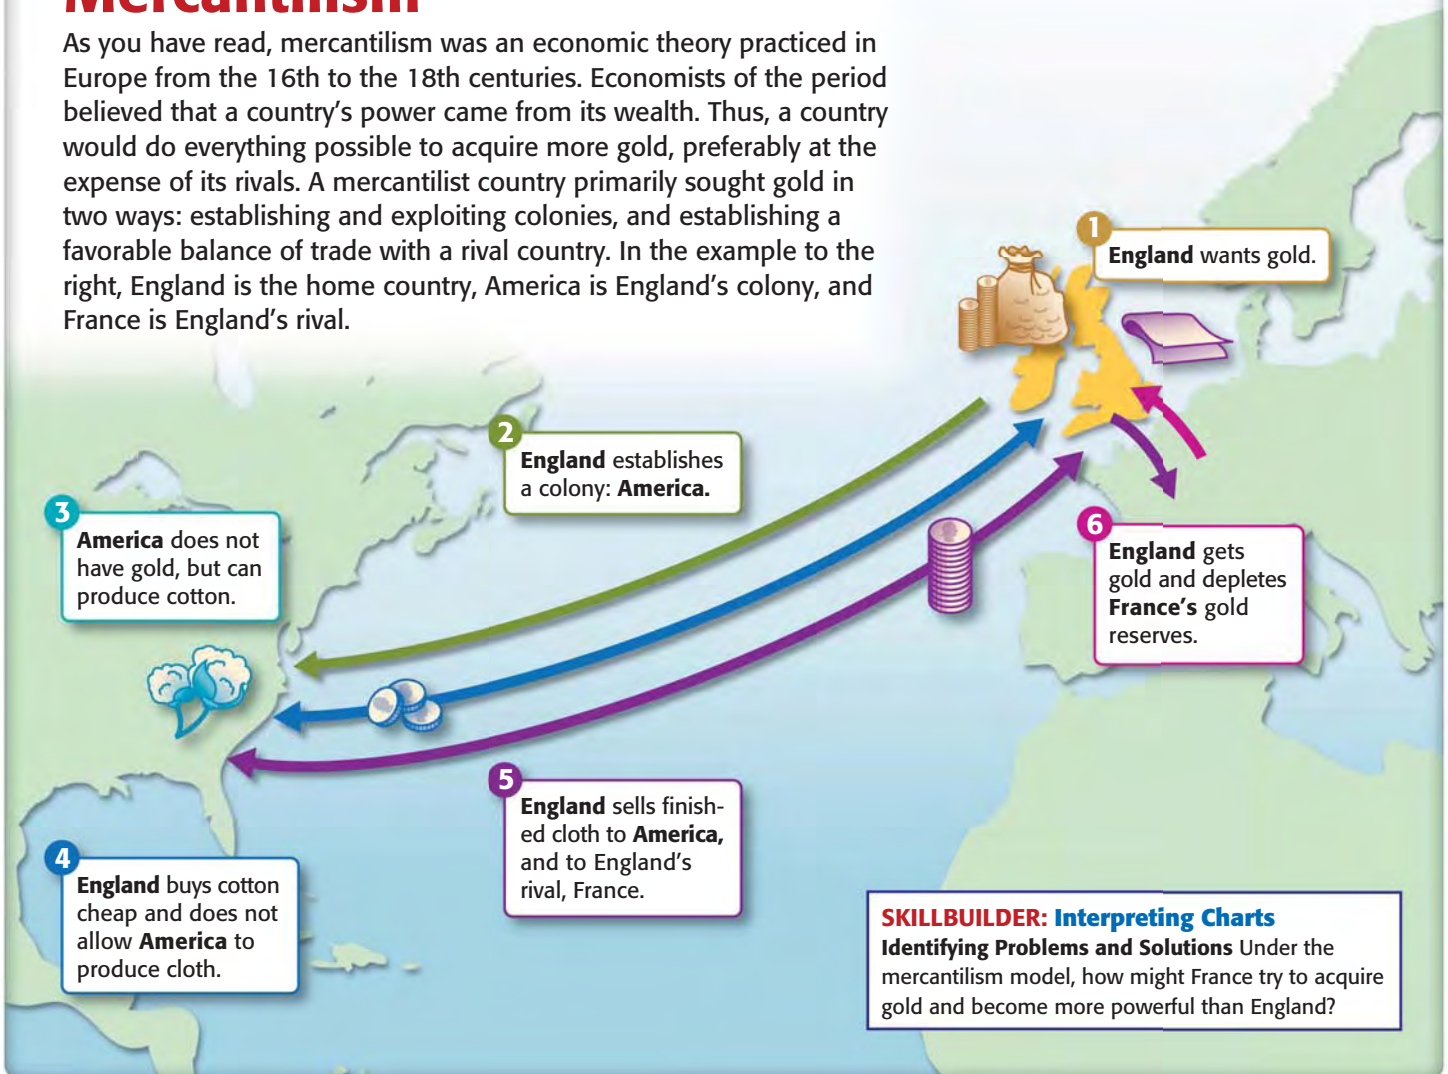 Mercantilism
As you have read, mercantilism was an economic theory practiced in
Europe from the 16th to the 18th centuries. Economists of the period
believed that a country's power came from its wealth. Thus, a country
would do everything possible to acquire more gold, preferably at the
expense of its rivals. A mercantilist country primarily sought gold in
two ways: establishing and exploiting colonies, and establishing a
favorable balance of trade with a rival country. In the example to the
right, England is the home country, America is England's colony, and
France is England's rival.
1
England wants gold.
2
England establishes
a colony: America.
3
America does not
have gold, but can
produce cotton.
4
England buys cotton
cheap and does not
allow America to
produce cloth.
5
England sells finish-
ed cloth to America,
and to England's
rival, France.
6
England gets
gold and depletes
France's gold
reserves.
SKILLBUILDER: Interpreting Charts
Identifying Problems and Solutions Under the
mercantilism model, how might France try to acquire
gold and become more powerful than England?